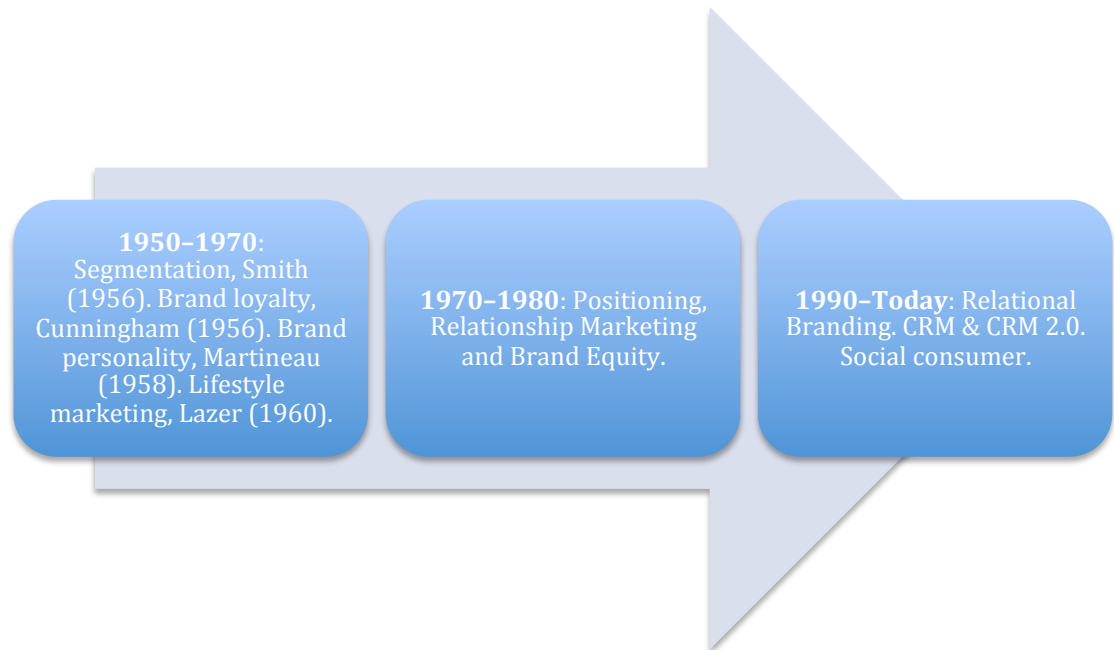 1950–1970:
Segmentation, Smith
(1956). Brand loyalty,
Cunningham (1956). Brand
personality, Martineau
(1958). Lifestyle
marketing, Lazer (1960).
1970–1980: Positioning,
Relationship Marketing
and Brand Equity.
1990–Today: Relational
Branding. CRM & CRM 2.0.
Social consumer.